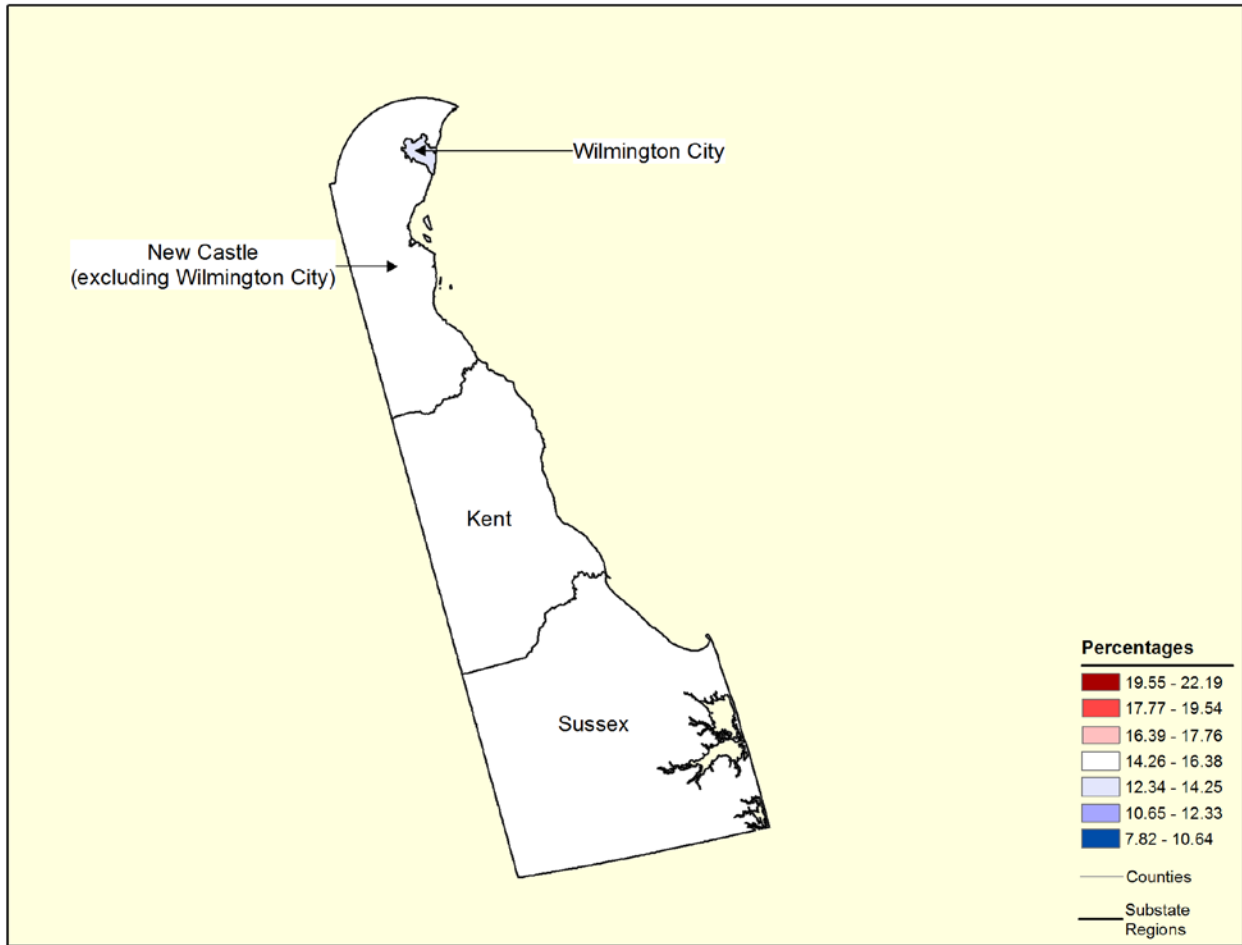 Wilmington City
New Castle
(excluding Wilmington City)
Kent
Sussex
Percentages
19.55 - 22.19
17.77 - 19.54
16.39 - 17.76
14.26 - 16.38
12.34 - 14.25
10.65 - 12.33
7.82 - 10.64
Counties
Substate
Regions